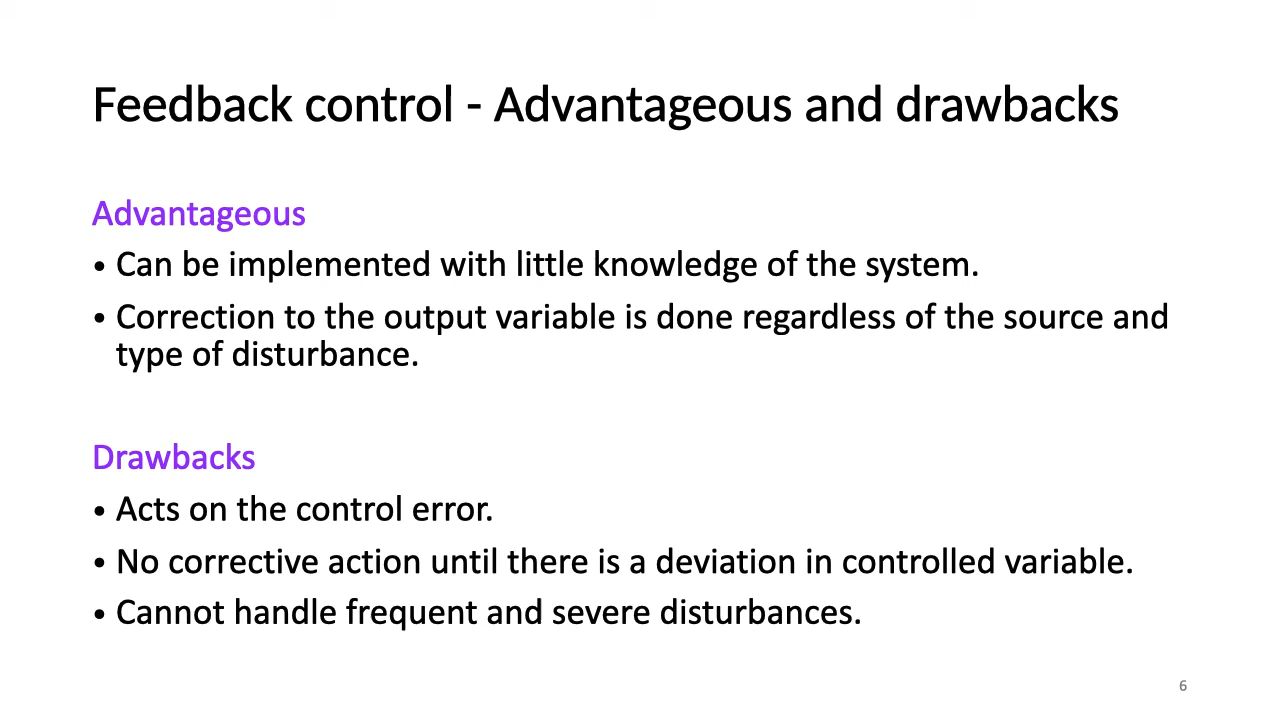 Feedback control - Advantageous and drawbacks
Advantageous
• Can be implemented with little knowledge of the system.
• Correction to the output variable is done regardless of the source and
type of disturbance.
Drawbacks
• Acts on the control error.
• No corrective action until there is a deviation in controlled variable.
• Cannot handle frequent and severe disturbances.
6